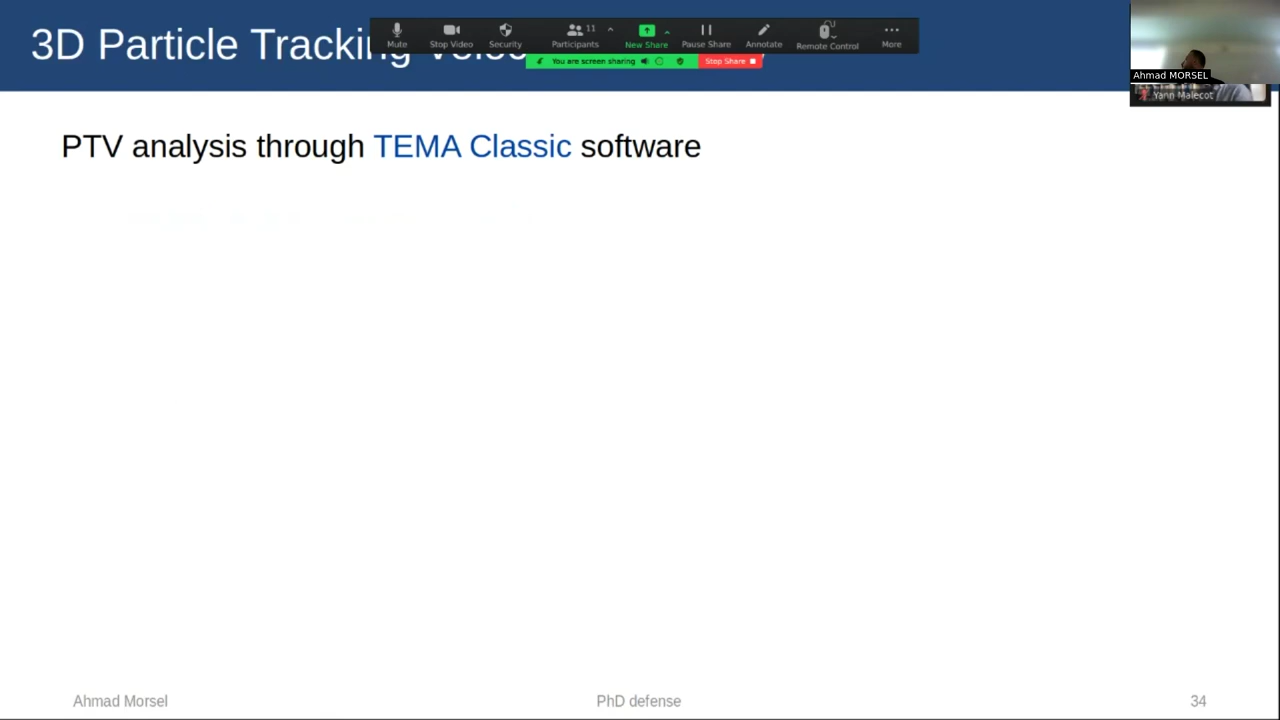 3D Particle Tracking
Mute
Stop Video
Security
Participants
11
New Share
Pause Share
Annotate
Remote Control
More
You are screen sharing
Stop Share
Ahmad MORSEL
Yann Malecot
PTV analysis through TEMA Classic software
Ahmad Morsel
PhD defense
34